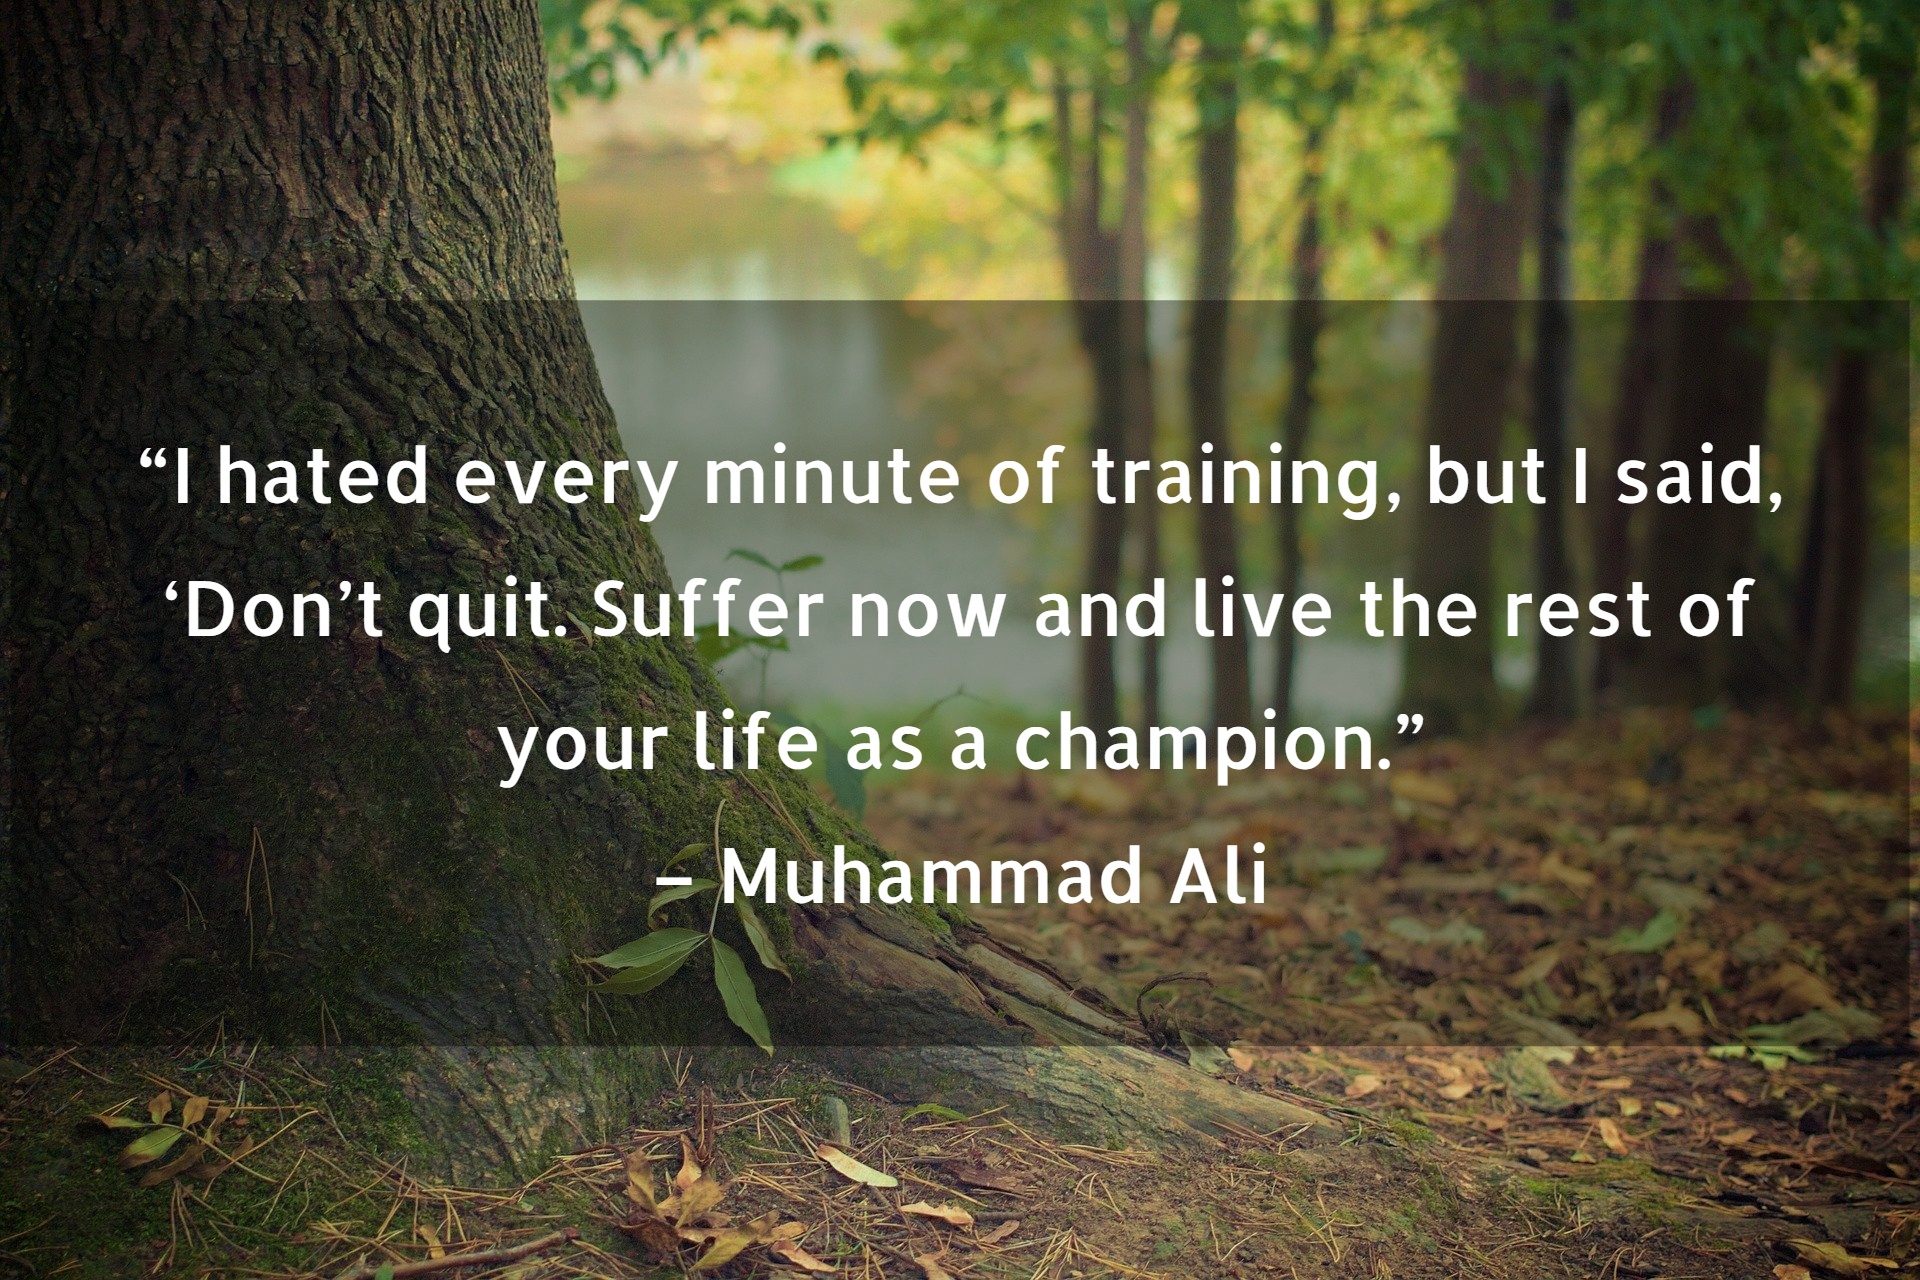 “I hated every minute of training, but I said,
‘Don’t quit. Suffer now and live the rest of
your life as a champion.”
– Muhammad Ali